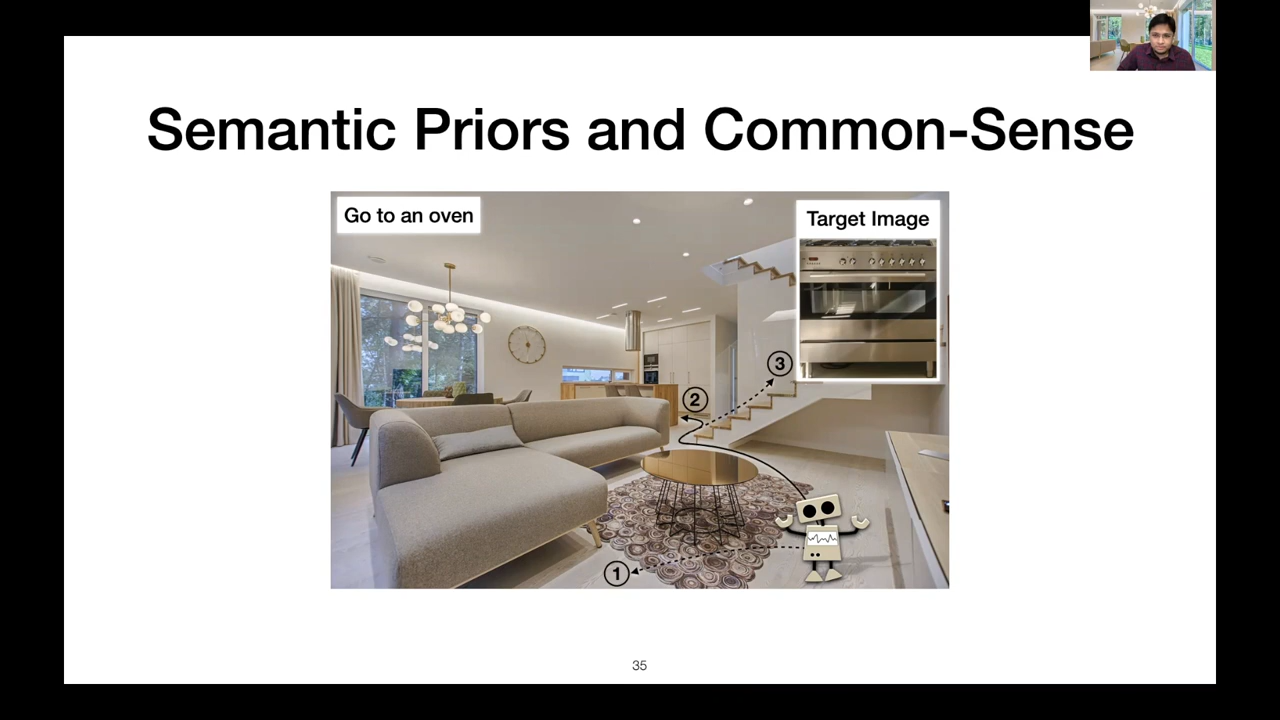 Semantic Priors and Common-Sense
Go to an oven
Target Image
3
2
1
35